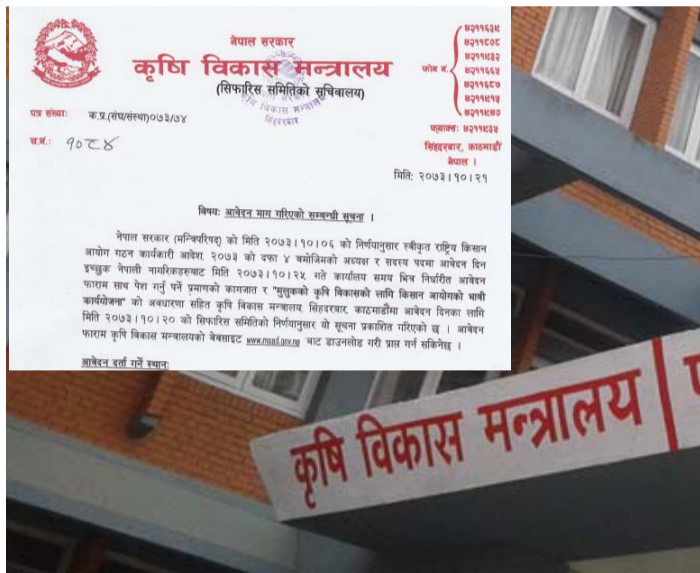 नेपाल सरकार
कृषि विकास मन्त्रालय
(सिफारिस समितिको सचिवालय)
फोन नं.
४२११६६५
४२११६८७
४२११९४०
फ्याक्सः ४२११९३५
सिंहदरबार, काठमाडौं
नेपाल ।
पत्र संख्याः क.प्र.(संघ/संस्था)०७३/७४
च.नं.: १०८४
मितिः २०७३।१०।२१
विषयः आवेदन माग गरिएको सम्बन्धी सूचना ।
नेपाल सरकार (मन्त्रिपरिषद्) को मिति २०७३।१०।०६ को निर्णयानुसार स्वीकृत राष्ट्रिय किसान
आयोग गठन कार्यकारी आदेश, २०७३ को दफा ४ बमोजिमको अध्यक्ष र सदस्य पदमा आवेदन दिन
इच्छुक नेपाली नागरिकहरुबाट मिति २०७३।१०।२५ गते कार्यालय समय भित्र निर्धारीत आवेदन
फाराम साथ पेश गर्नु पर्ने प्रमाणको कागजात र "मुलुकको कृषि विकासको लागि किसान आयोगको भावी
कार्ययोजना" को अवधारणा सहित कृषि विकास मन्त्रालय, सिंहदरबार, काठमाडौंमा आवेदन दिनका लागि
मिति २०७३।१०।२० को सिफारिस समितिको निर्णयानुसार यो सूचना प्रकाशित गरिएको छ । आवेदन
फाराम कृषि विकास मन्त्रालयको वेबसाइट www.moad.gov.np बाट डाउनलोड गरी प्राप्त गर्न सकिनेछ ।
आवेदन दर्ता गर्ने स्थानः
कृषि विकास मन्त्रालय